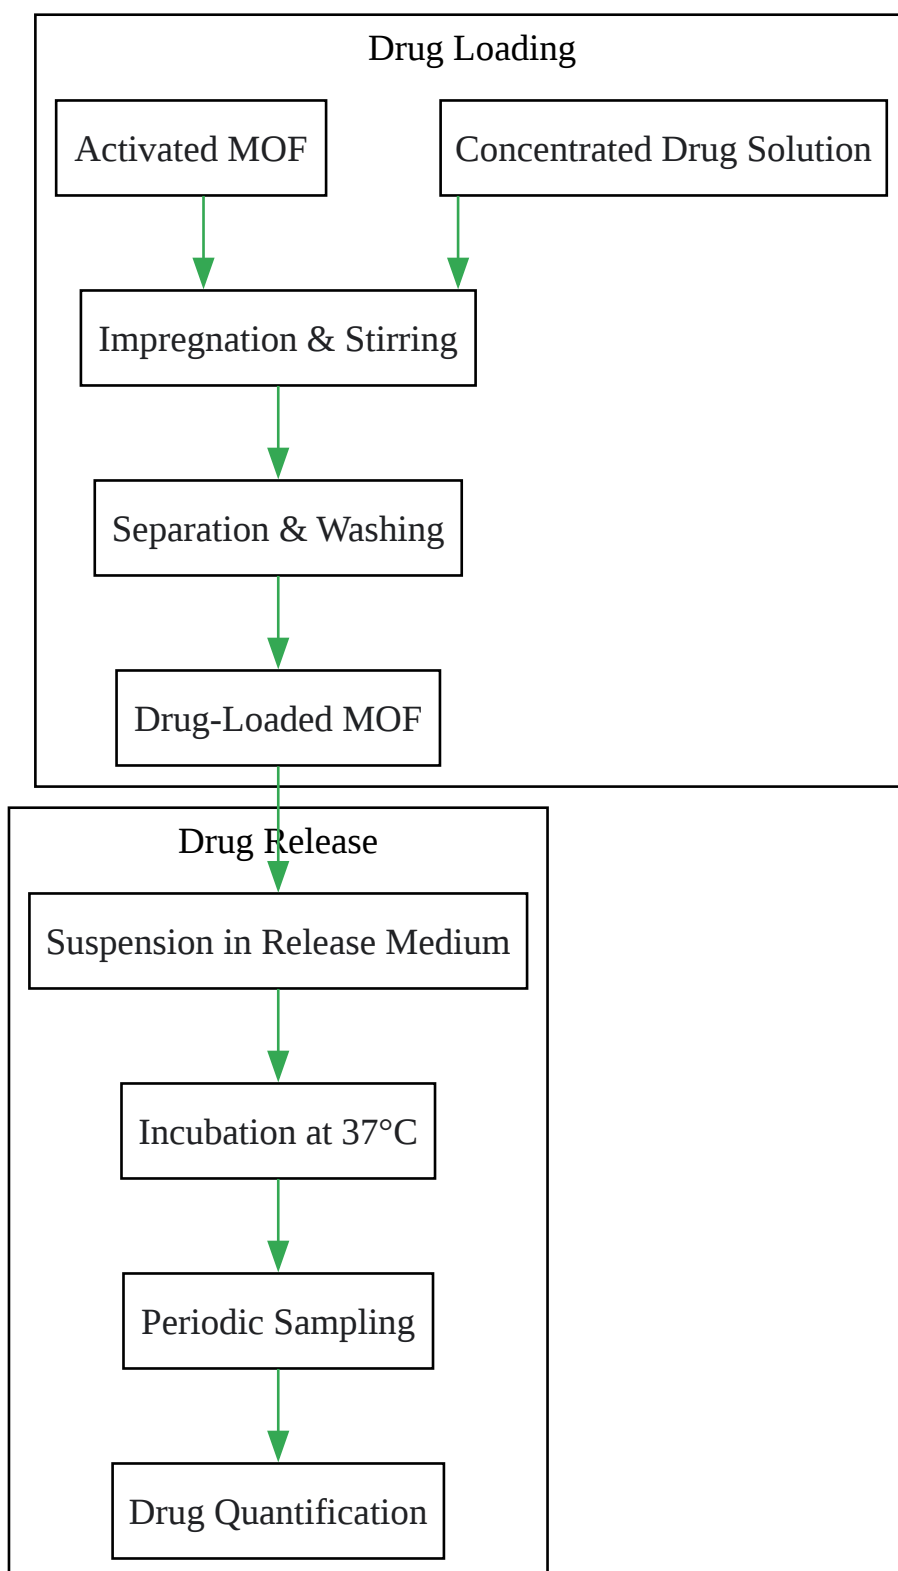 Drug Loading
Activated MOF
Concentrated Drug Solution
Impregnation & Stirring
Separation & Washing
Drug-Loaded MOF
Drug Release
Suspension in Release Medium
Incubation at 37°C
Periodic Sampling
Drug Quantification